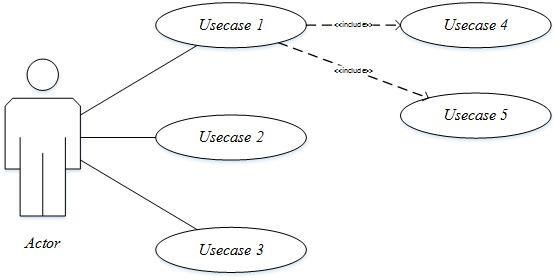 Usecase 1
<<include>>
Usecase 4
<<include>>
Usecase 5
Usecase 2
Actor
Usecase 3